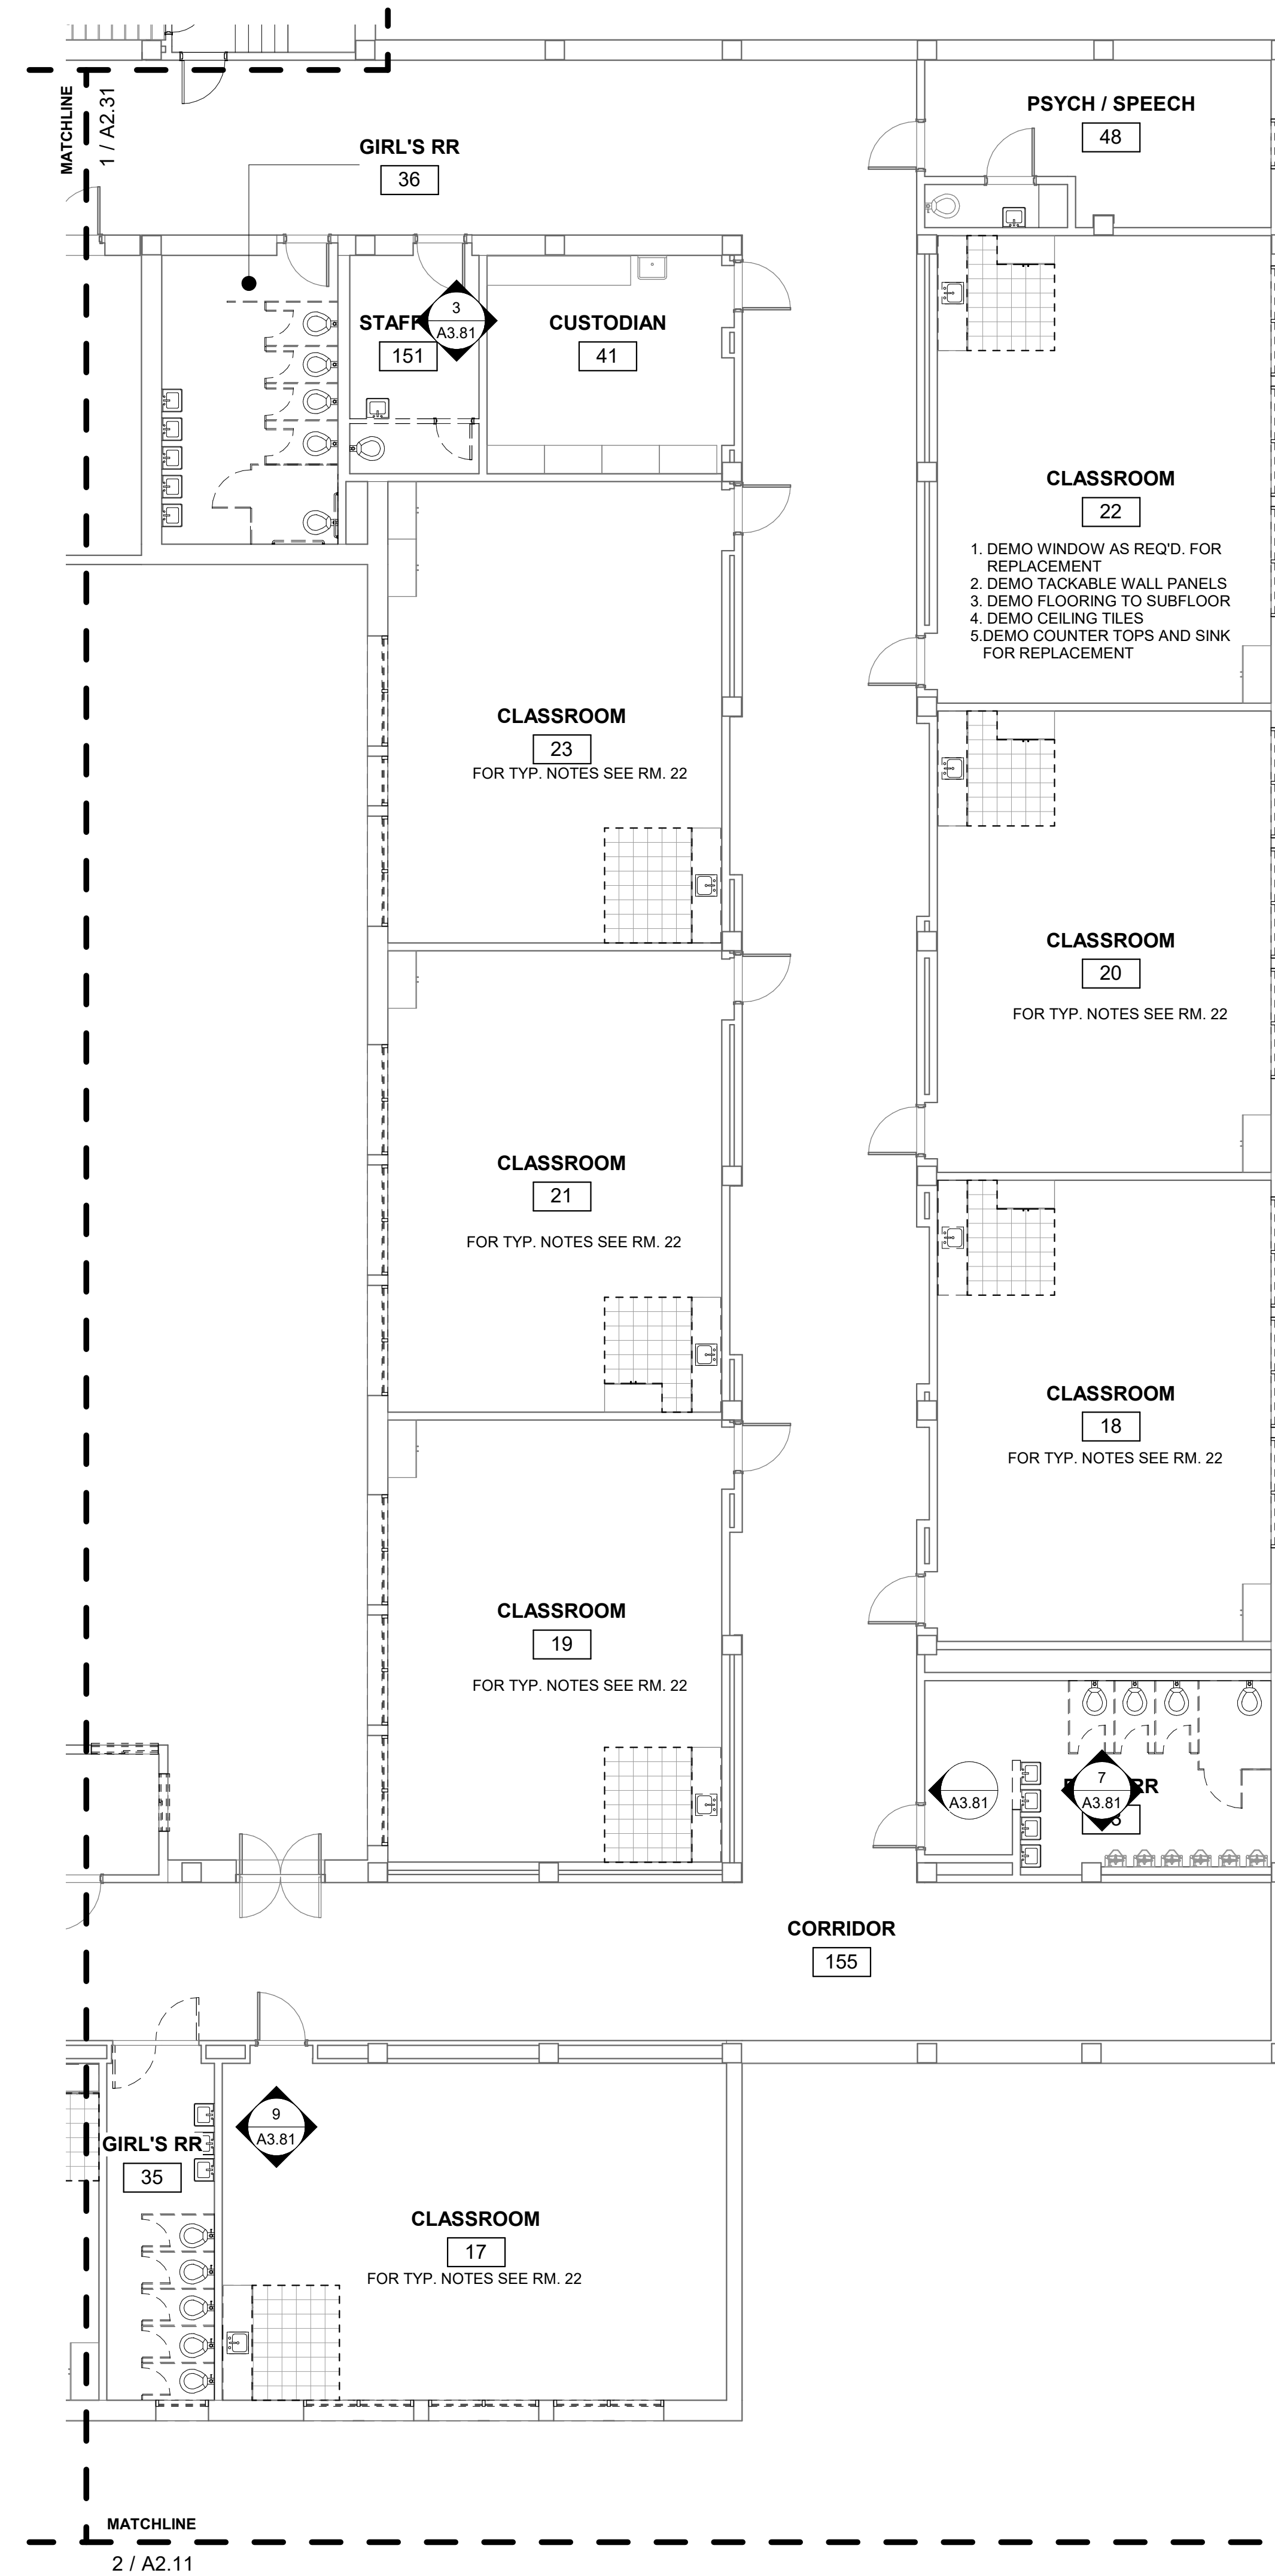 MATCHLINE
1 / A2.31
PSYCH / SPEECH
48
GIRL'S RR
36
STAFF
151
3
A3.81
CUSTODIAN
41
CLASSROOM
22
1. DEMO WINDOW AS REQ'D. FOR
REPLACEMENT
2. DEMO TACKABLE WALL PANELS
3. DEMO FLOORING TO SUBFLOOR
4. DEMO CEILING TILES
5.DEMO COUNTER TOPS AND SINK
FOR REPLACEMENT
CLASSROOM
23
FOR TYP. NOTES SEE RM. 22
CLASSROOM
20
FOR TYP. NOTES SEE RM. 22
CLASSROOM
21
FOR TYP. NOTES SEE RM. 22
CLASSROOM
18
FOR TYP. NOTES SEE RM. 22
CLASSROOM
19
FOR TYP. NOTES SEE RM. 22
A3.81
7
A3.81
RR
CORRIDOR
155
9
A3.81
GIRL'S RR
35
CLASSROOM
17
FOR TYP. NOTES SEE RM. 22
MATCHLINE
2 / A2.11